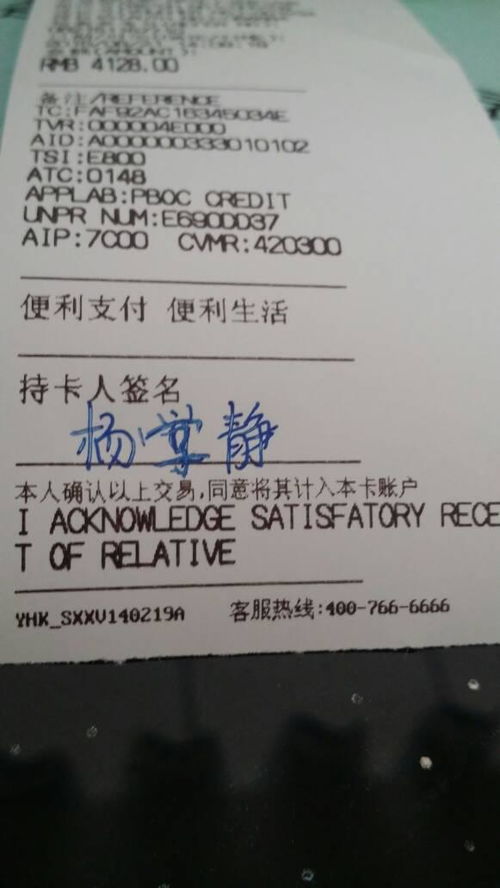 RMB 4128.00
备注/REFERENCE
TC:FAF92AC16345034E
TVR:000004E000
AID:A000000333010102
TSI:E800
ATC:0148
APPLAB:PBOC CREDIT
UNPR NUM:E690DD37
AIP:7C00 CVMR:420300
便利支付 便利生活
持卡人签名
杨 静
本人确认以上交易,同意将其计入本卡账户
I ACKNOWLEDGE SATISFATORY RECE
T OF RELATIVE
YHK_SXXV140219A 客服热线:400-766-6666